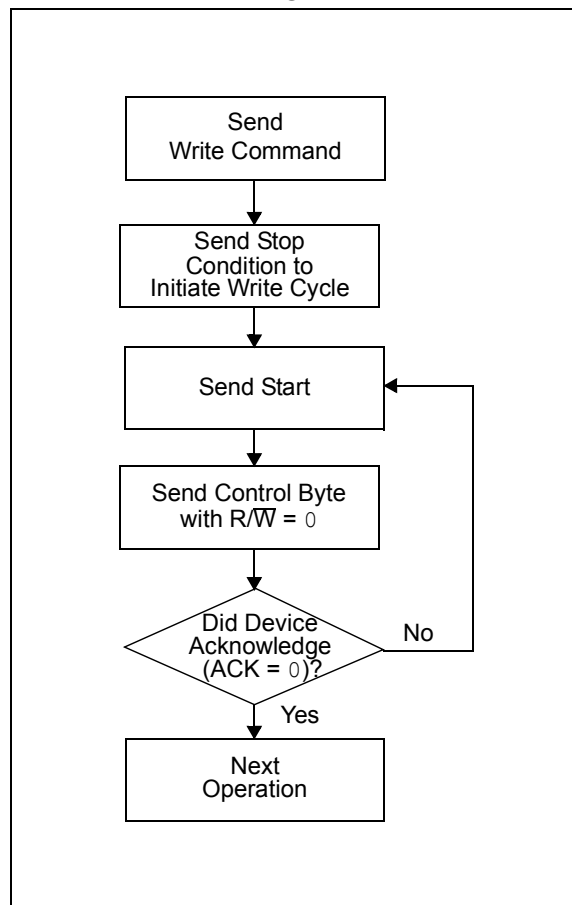 Send
Write Command
Send Stop
Condition to
Initiate Write Cycle
Send Start
Send Control Byte
with R/W̅ = 0
Did Device
Acknowledge
(ACK = 0)?
No
Yes
Next
Operation